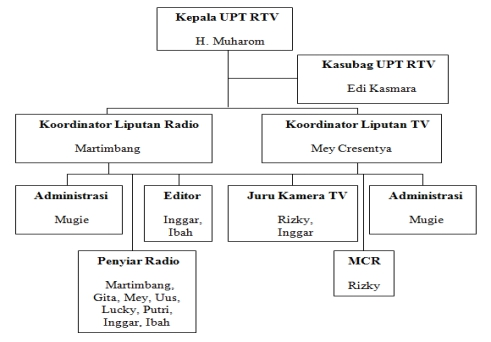 Kepala UPT RTV
H. Muharom
Kasubag UPT RTV
Edi Kasmara
Koordinator Liputan Radio
Martimbang
Koordinator Liputan TV
Mey Cresentya
Administrasi
Mugie
Editor
Inggar,
Ibah
Juru Kamera TV
Rizky,
Inggar
Administrasi
Mugie
Penyiar Radio
Martimbang,
Gita, Mey, Uus,
Lucky, Putri,
Inggar, Ibah
MCR
Rizky